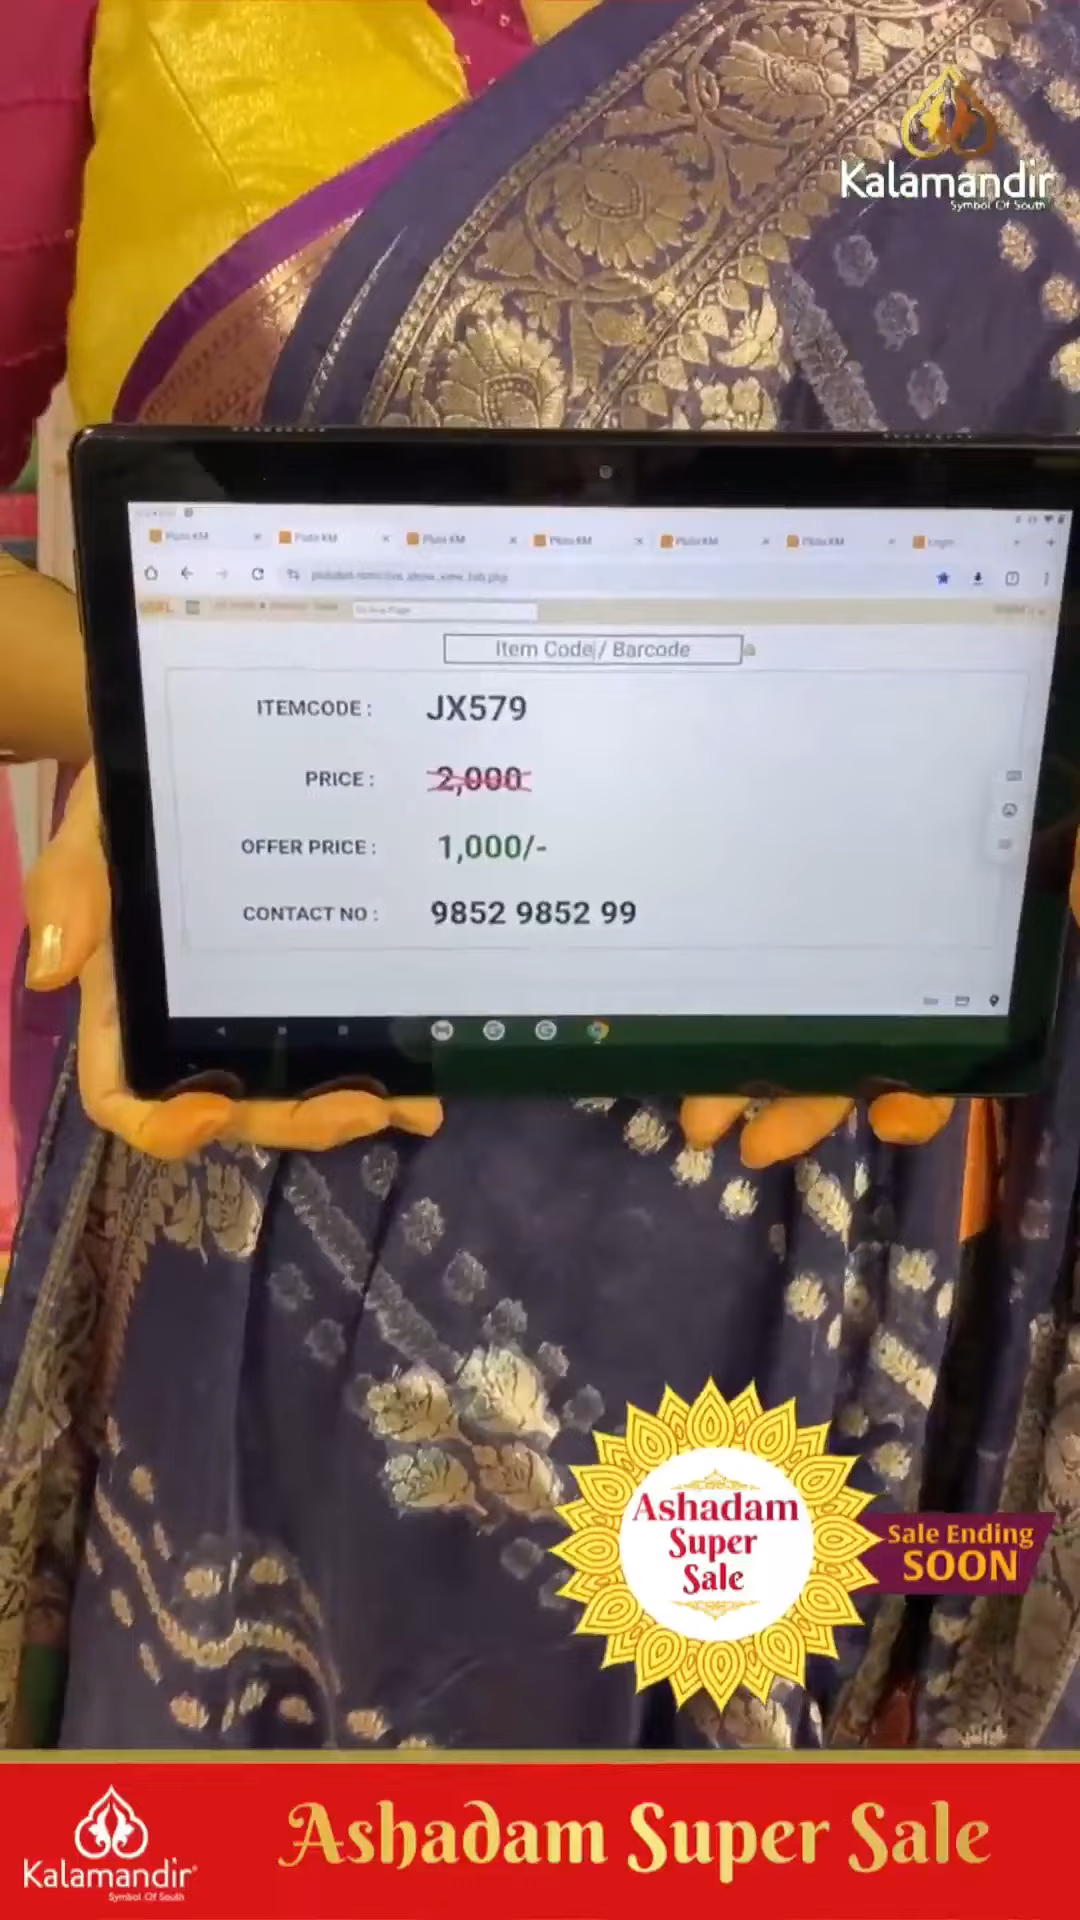 Kalamandir
Symbol Of South
Item Code / Barcode
ITEMCODE : JX579
PRICE : 2,000
OFFER PRICE : 1,000/-
CONTACT NO : 9852 9852 99
Ashadam
Super
Sale
Sale Ending
SOON
Kalamandir
Symbol Of South
Ashadam Super Sale